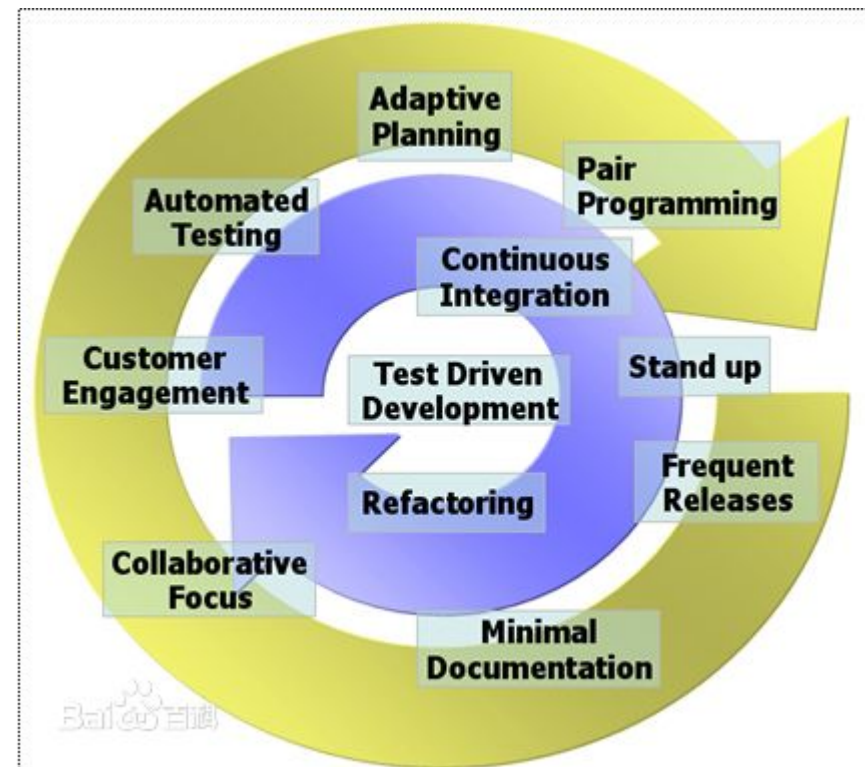 Adaptive
Planning
Pair
Programming
Automated
Testing
Continuous
Integration
Customer
Engagement
Test Driven
Development
Stand up
Frequent
Releases
Refactoring
Collaborative
Focus
Minimal
Documentation
Bai百科